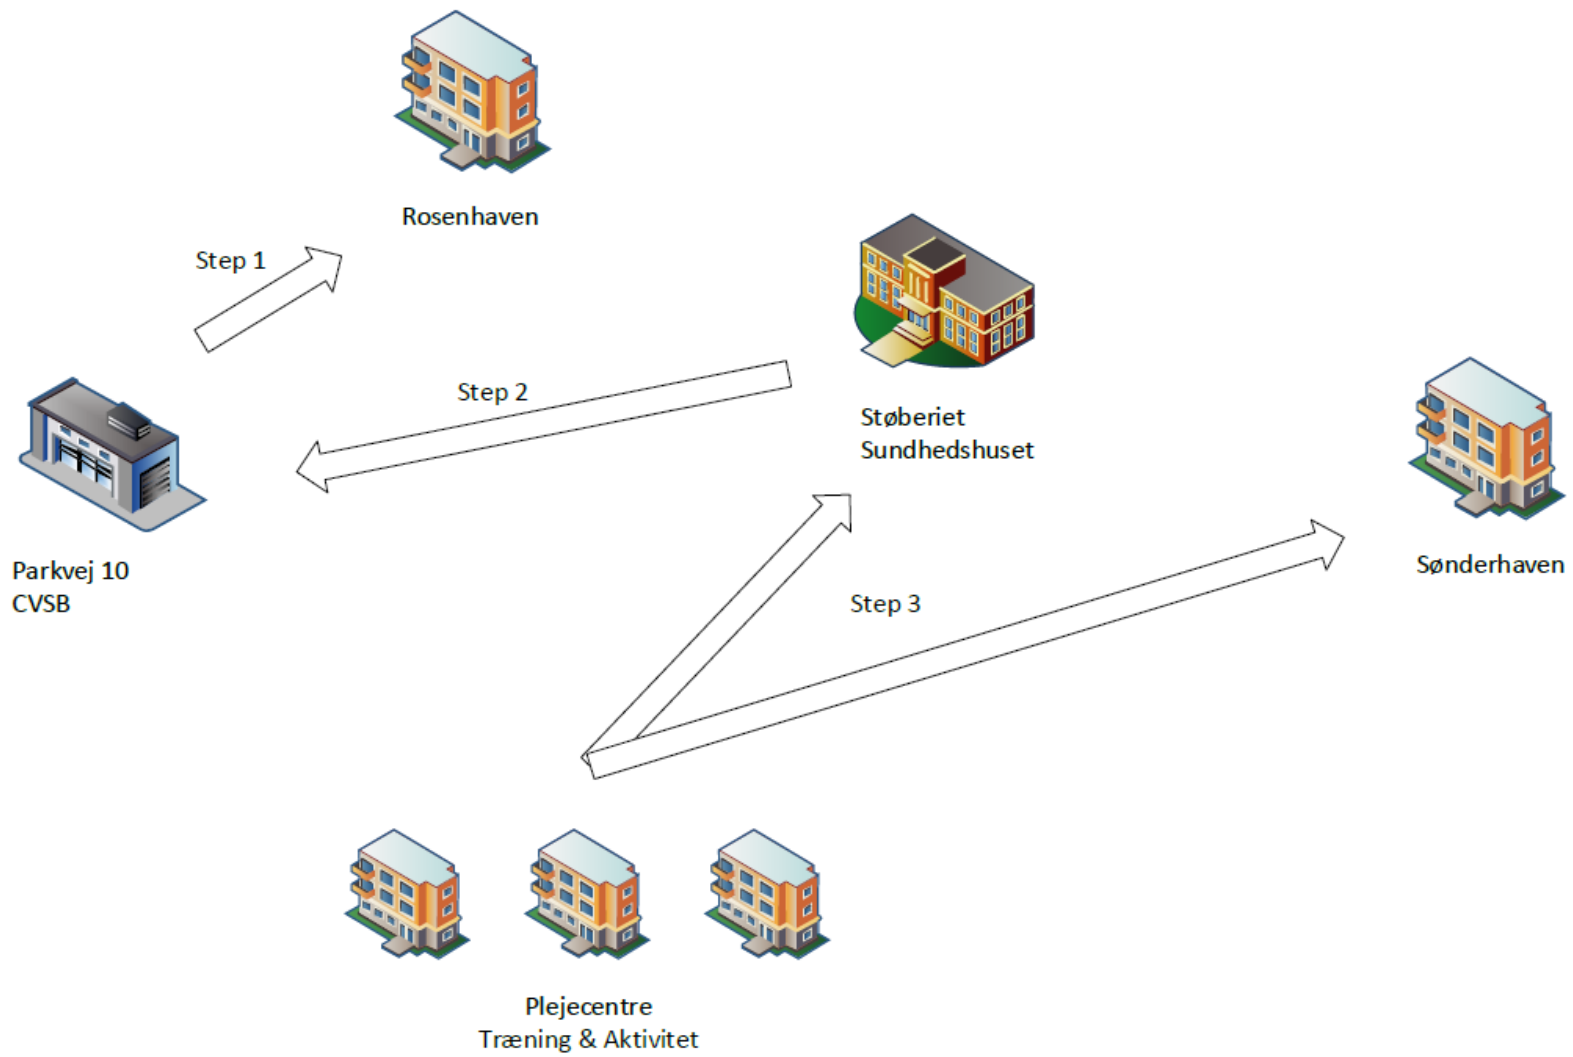 Rosenhaven
Step 1
Step 2
Støberiet
Sundhedshuset
Sønderhaven
Parkvej 10
CVSB
Step 3
Plejecentre
Træning & Aktivitet